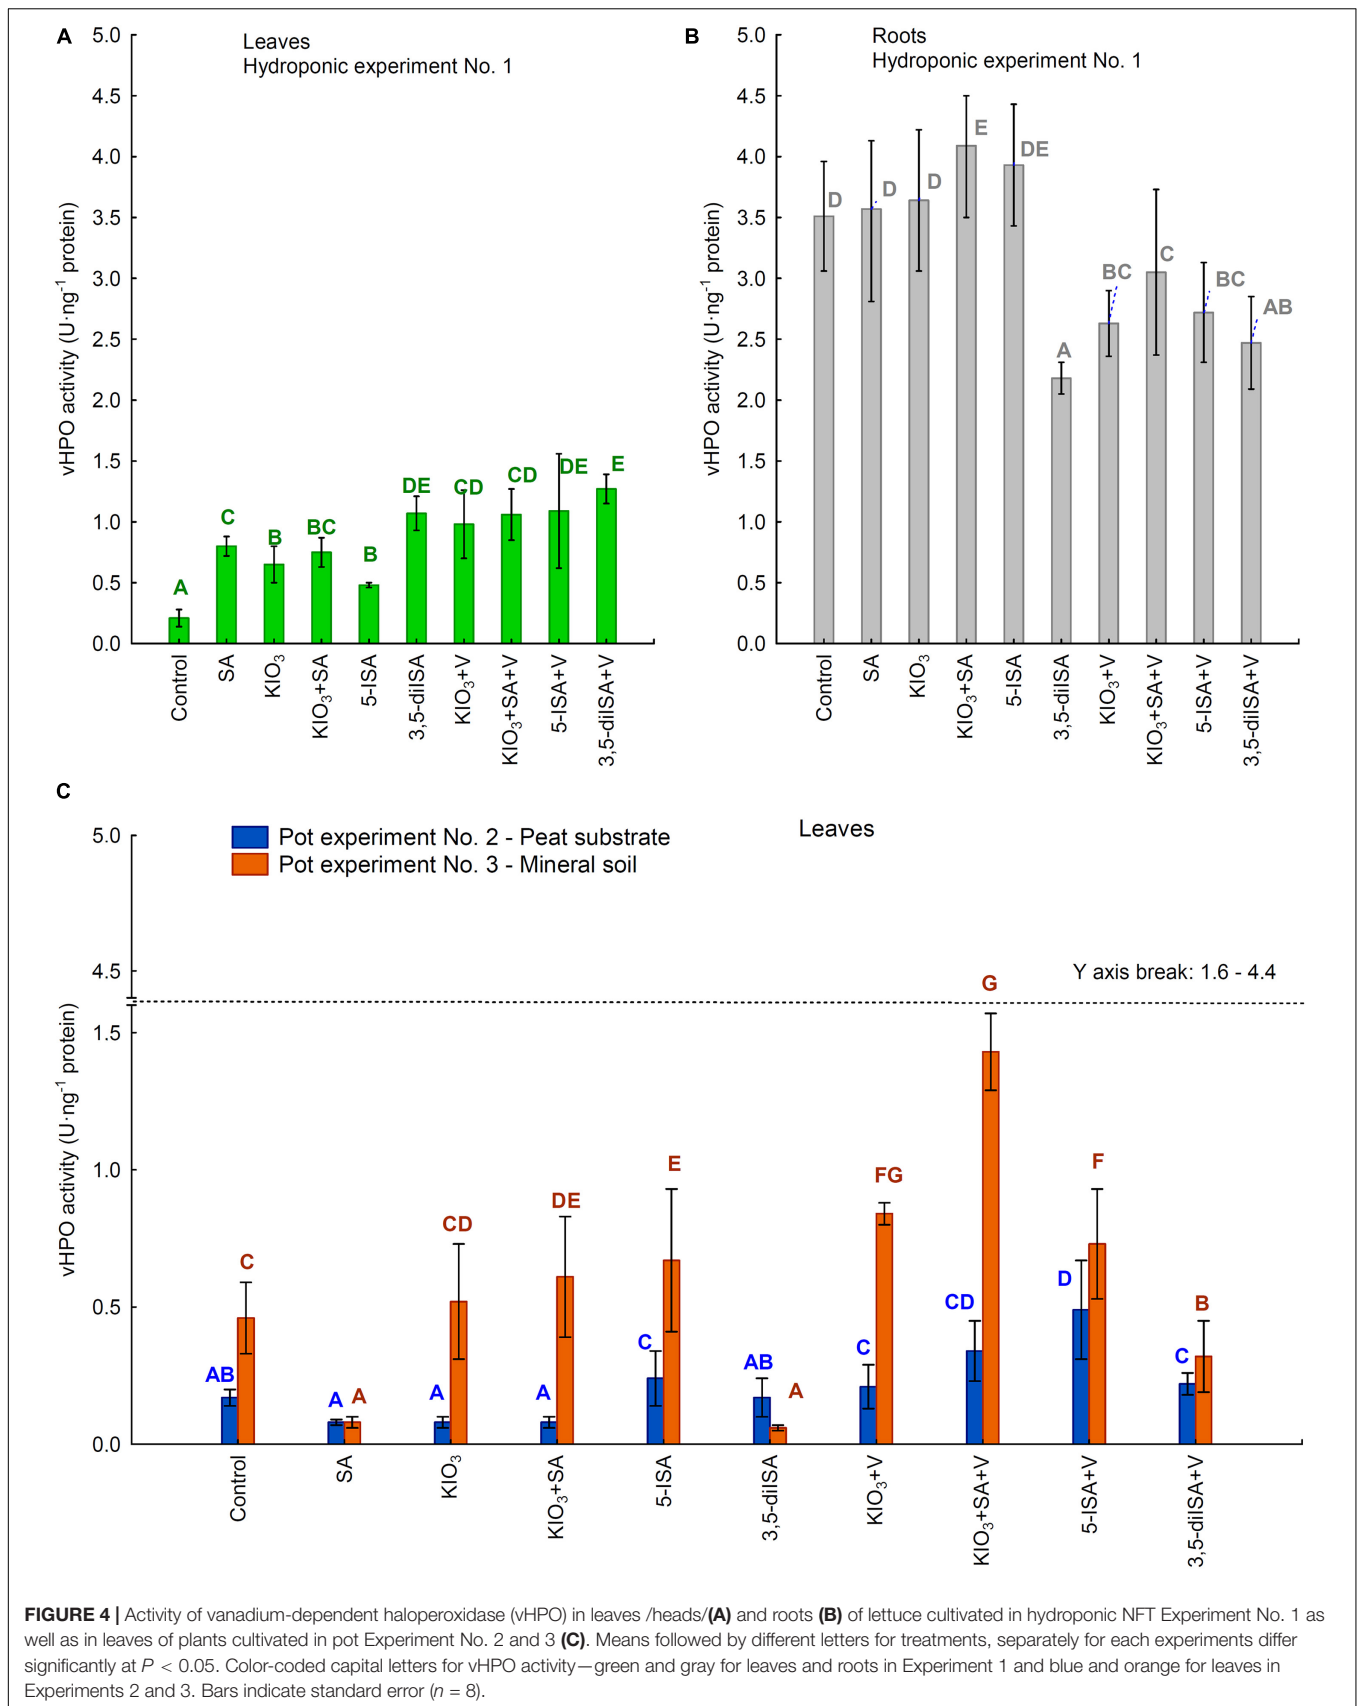 A
Leaves
Hydroponic experiment No. 1
5.0
4.5
4.0
3.5
3.0
2.5
2.0
1.5
1.0
0.5
0.0
vHPO activity (U·ng⁻¹ protein)
A
C
B
BC
B
DE
CD
CD
DE
E
Control
SA
KIO₃
KIO₃+SA
5-ISA
3,5-diISA
KIO₃+V
KIO₃+SA+V
5-ISA+V
3,5-diISA+V
B
Roots
Hydroponic experiment No. 1
5.0
4.5
4.0
3.5
3.0
2.5
2.0
1.5
1.0
0.5
0.0
vHPO activity (U·ng⁻¹ protein)
D
D
D
E
DE
A
BC
C
BC
AB
Control
SA
KIO₃
KIO₃+SA
5-ISA
3,5-diISA
KIO₃+V
KIO₃+SA+V
5-ISA+V
3,5-diISA+V
C
Pot experiment No. 2 - Peat substrate
Pot experiment No. 3 - Mineral soil
Leaves
Y axis break: 1.6 - 4.4
5.0
4.5
1.5
1.0
0.5
0.0
vHPO activity (U·ng⁻¹ protein)
AB
C
A
A
A
CD
A
DE
C
E
AB
A
C
FG
CD
G
D
F
C
B
Control
SA
KIO₃
KIO₃+SA
5-ISA
3,5-diISA
KIO₃+V
KIO₃+SA+V
5-ISA+V
3,5-diISA+V
FIGURE 4 | Activity of vanadium-dependent haloperoxidase (vHPO) in leaves /heads/(A) and roots (B) of lettuce cultivated in hydroponic NFT Experiment No. 1 as
well as in leaves of plants cultivated in pot Experiment No. 2 and 3 (C). Means followed by different letters for treatments, separately for each experiments differ
significantly at P < 0.05. Color-coded capital letters for vHPO activity—green and gray for leaves and roots in Experiment 1 and blue and orange for leaves in
Experiments 2 and 3. Bars indicate standard error (n = 8).